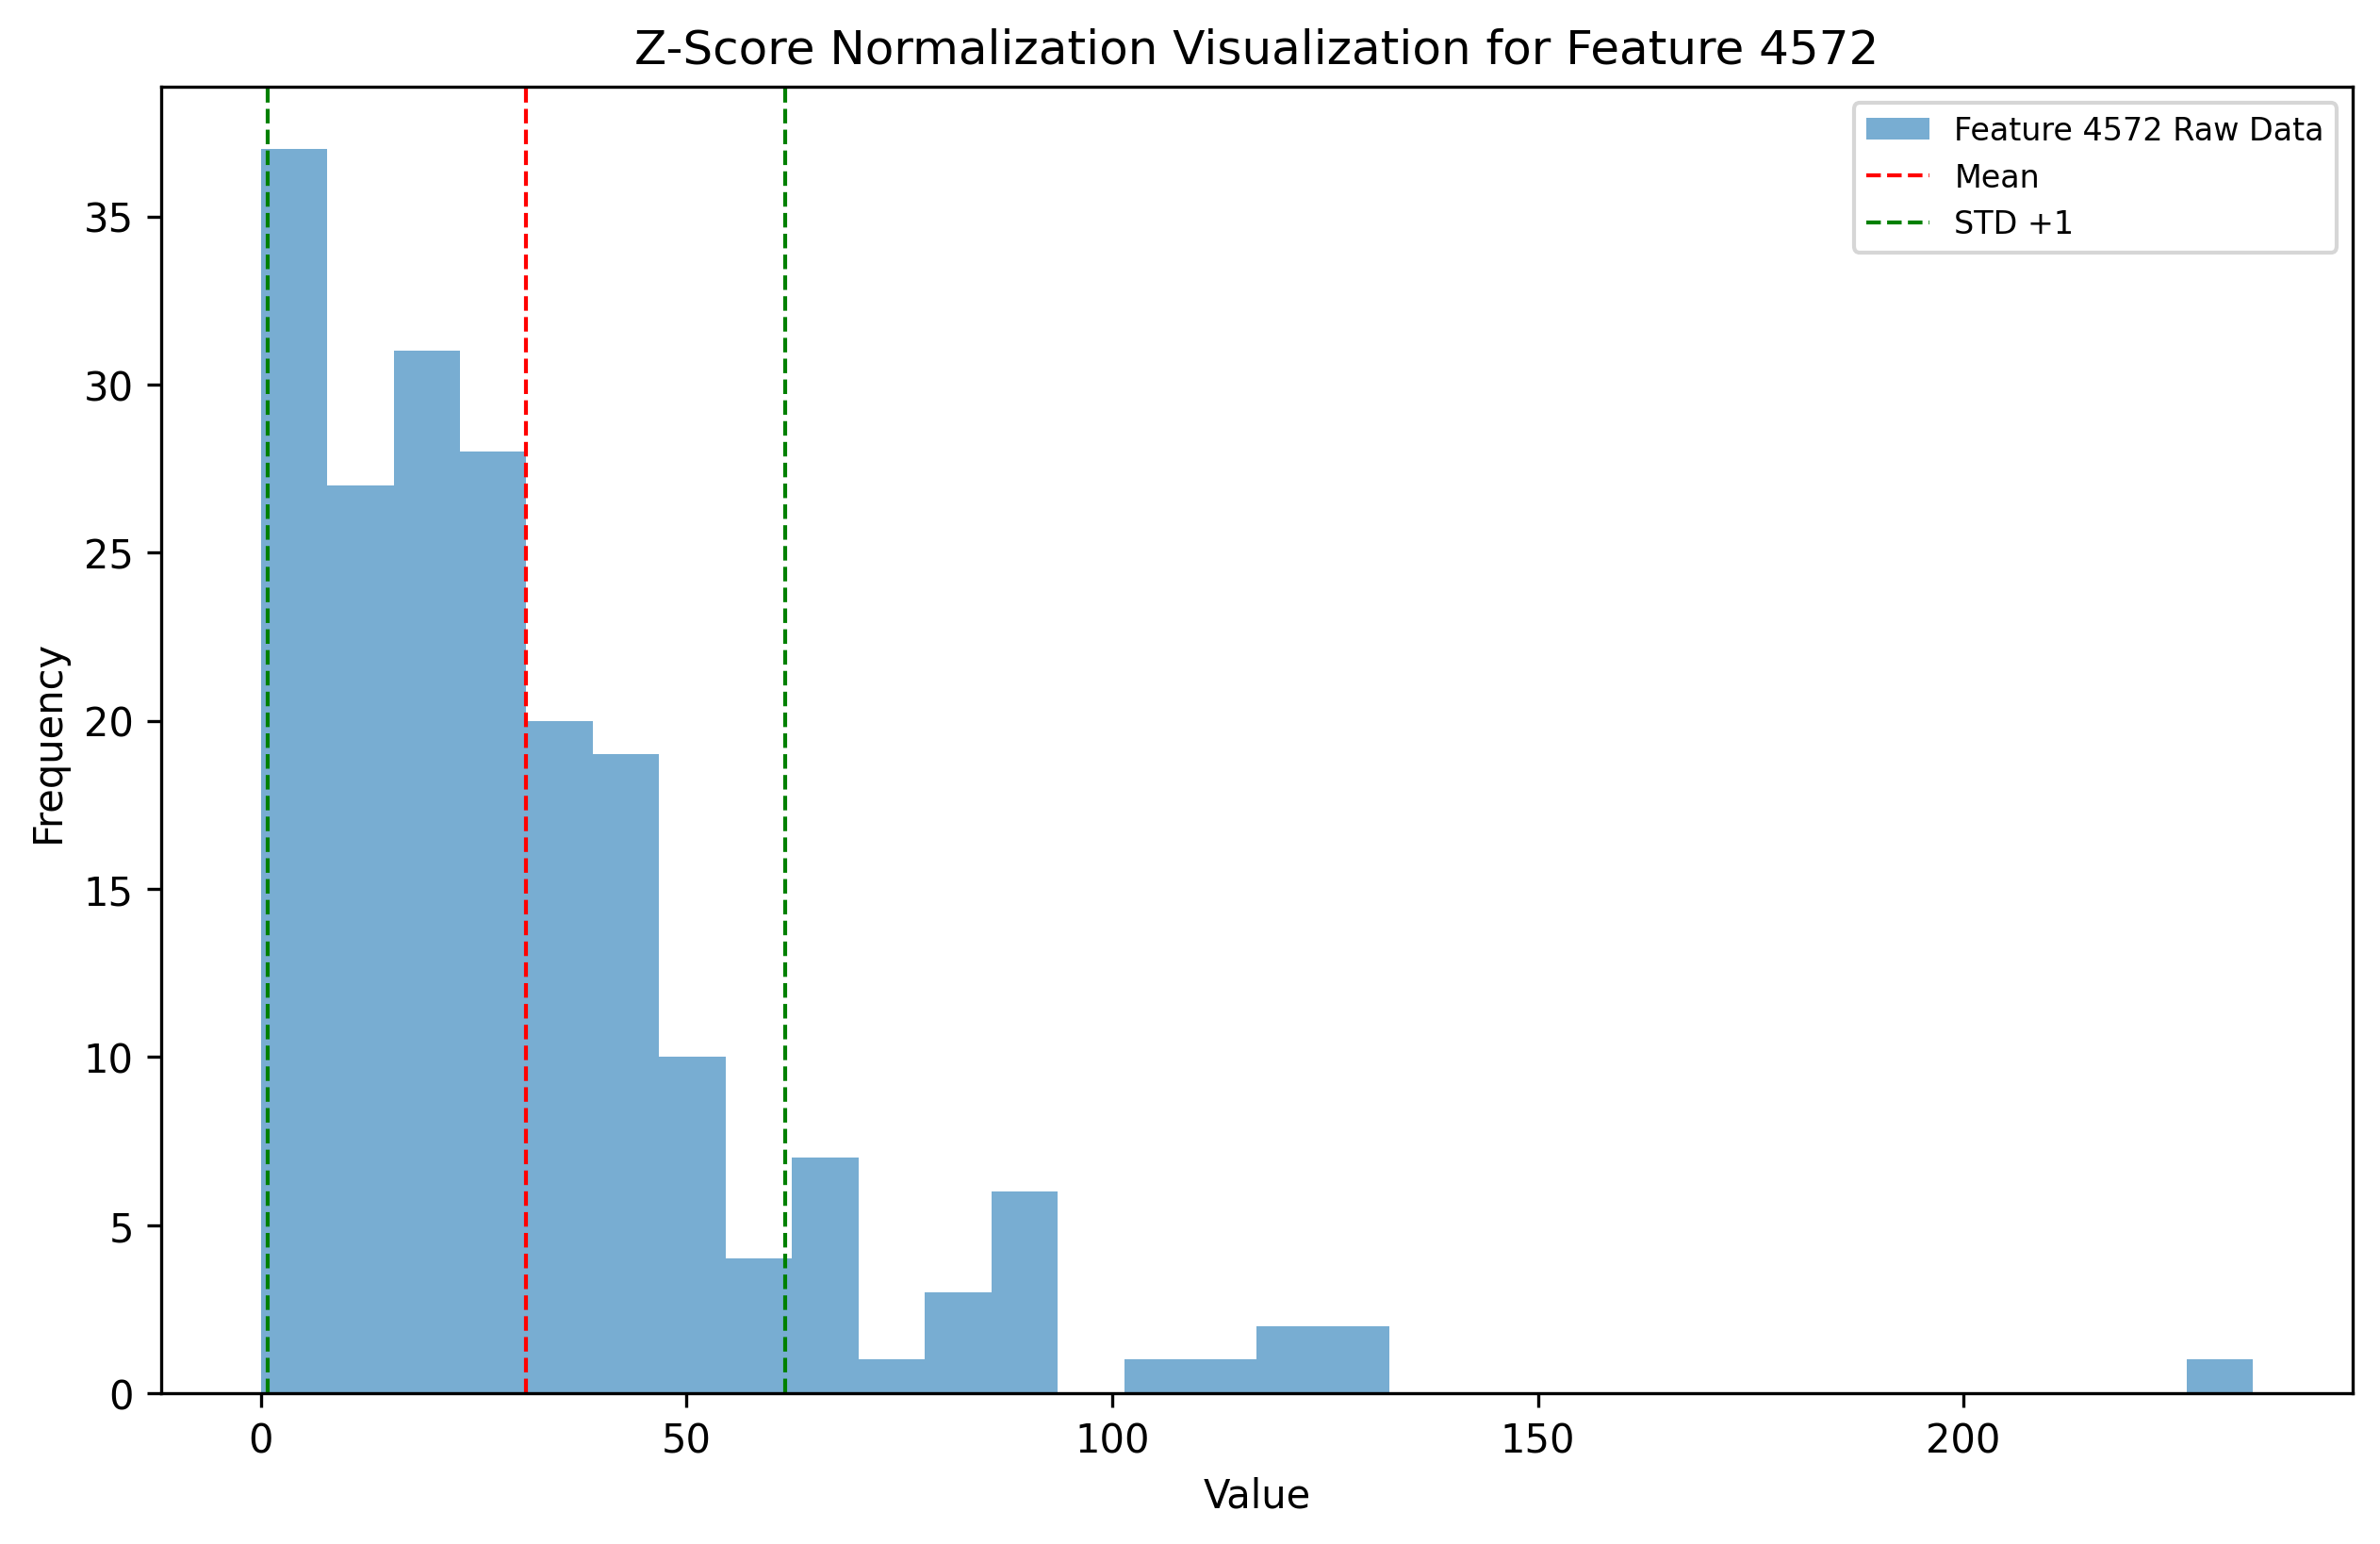 Z-Score Normalization Visualization for Feature 4572
Feature 4572 Raw Data
Mean
STD +1
35
30
25
20
15
10
5
0
Frequency
0 50 100 150 200
Value